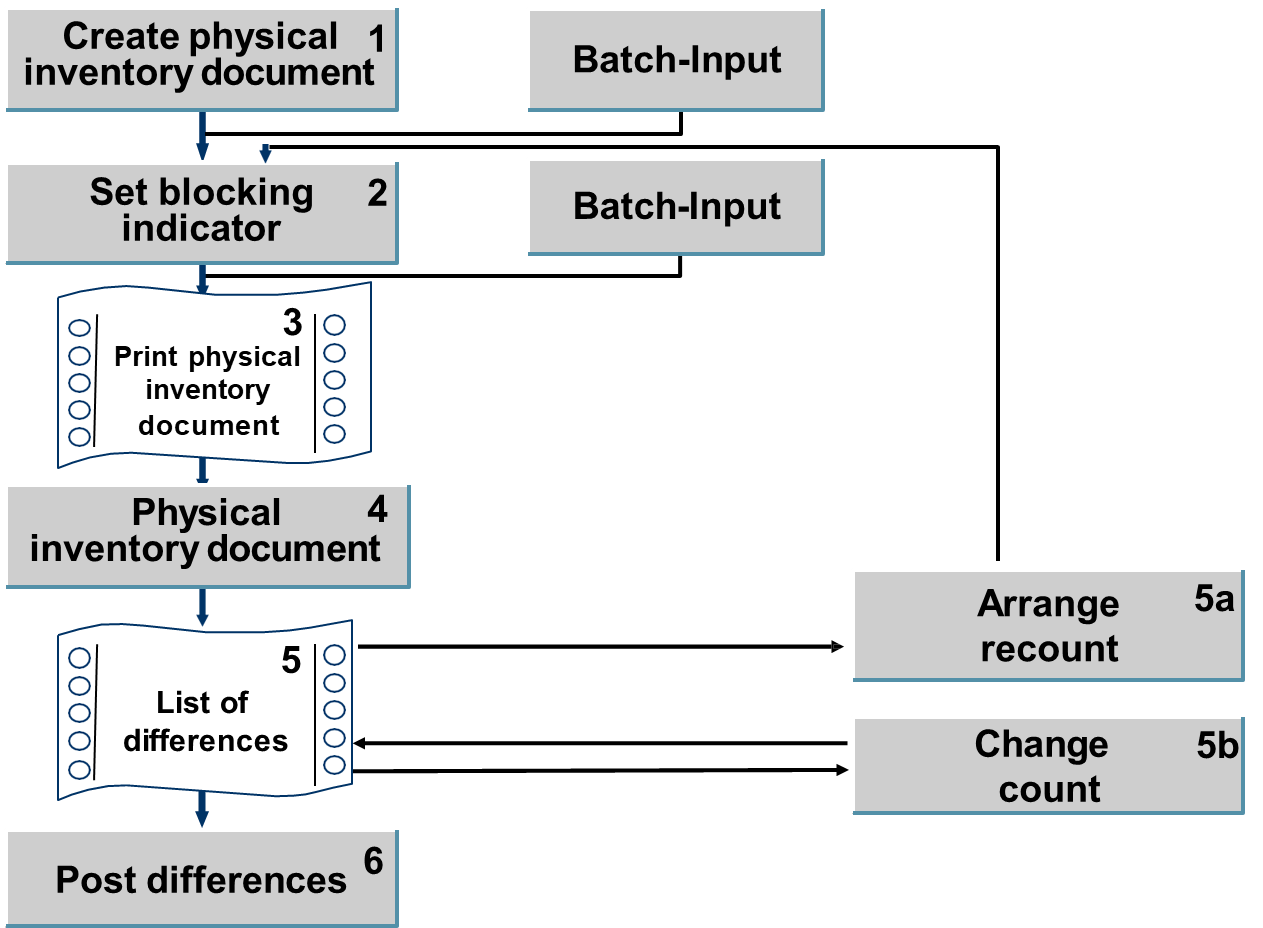 Create physical 1
inventory document
Batch-Input
Set blocking 2
indicator
Batch-Input
3
Print physical
inventory
document
Physical 4
inventory document
5
List of
differences
Arrange 5a
recount
Change 5b
count
Post differences 6